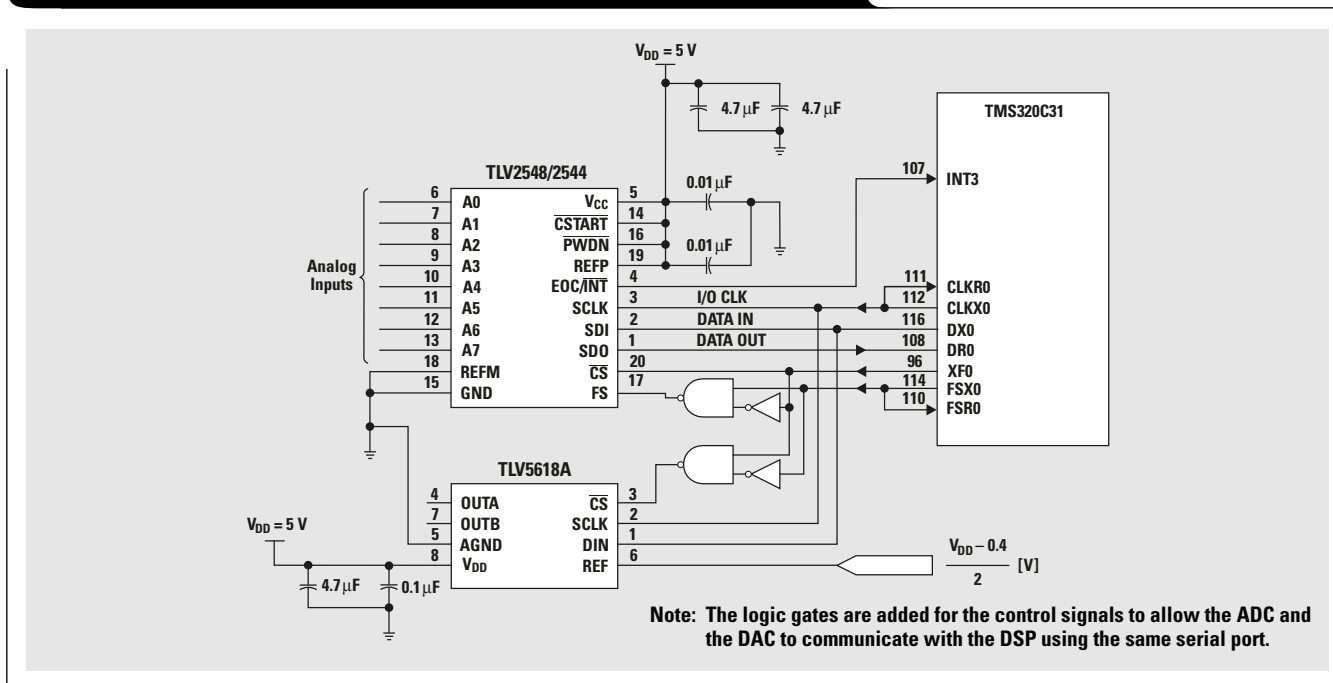 V_DD = 5 V
4.7 µF
4.7 µF
TMS320C31
TLV2548/2544
107
INT3
0.01 µF
0.01 µF
Analog
Inputs
6
A0
7
A1
8
A2
9
A3
10
A4
11
A5
12
A6
13
A7
18
REFM
15
GND
V_CC
5
C̅S̅T̅A̅R̅T̅
14
P̅W̅D̅N̅
16
REFP
19
EOC/I̅N̅T̅
4
SCLK
3
SDI
2
SDO
1
C̅S̅
20
FS
17
I/O CLK
DATA IN
DATA OUT
111
CLKR0
112
CLKX0
116
DX0
108
DR0
96
XF0
114
FSX0
110
FSR0
TLV5618A
4
OUTA
7
OUTB
5
AGND
8
V_DD
C̅S̅
3
SCLK
2
DIN
1
REF
6
V_DD = 5 V
4.7 µF
0.1 µF
V_DD – 0.4
2
[V]
Note: The logic gates are added for the control signals to allow the ADC and
the DAC to communicate with the DSP using the same serial port.